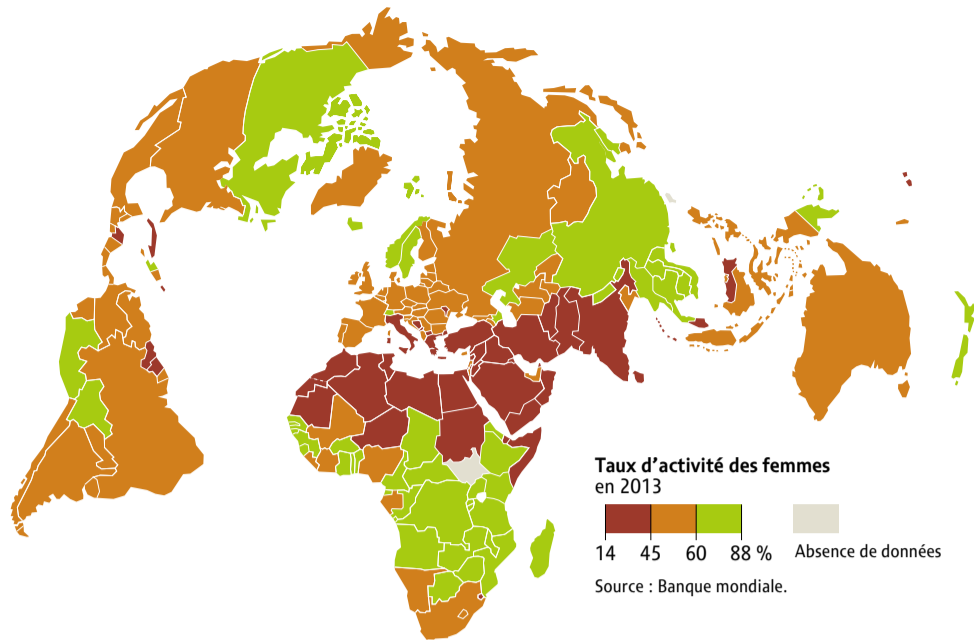 Taux d’activité des femmes
en 2013
14 45 60 88 %
Absence de données
Source : Banque mondiale.